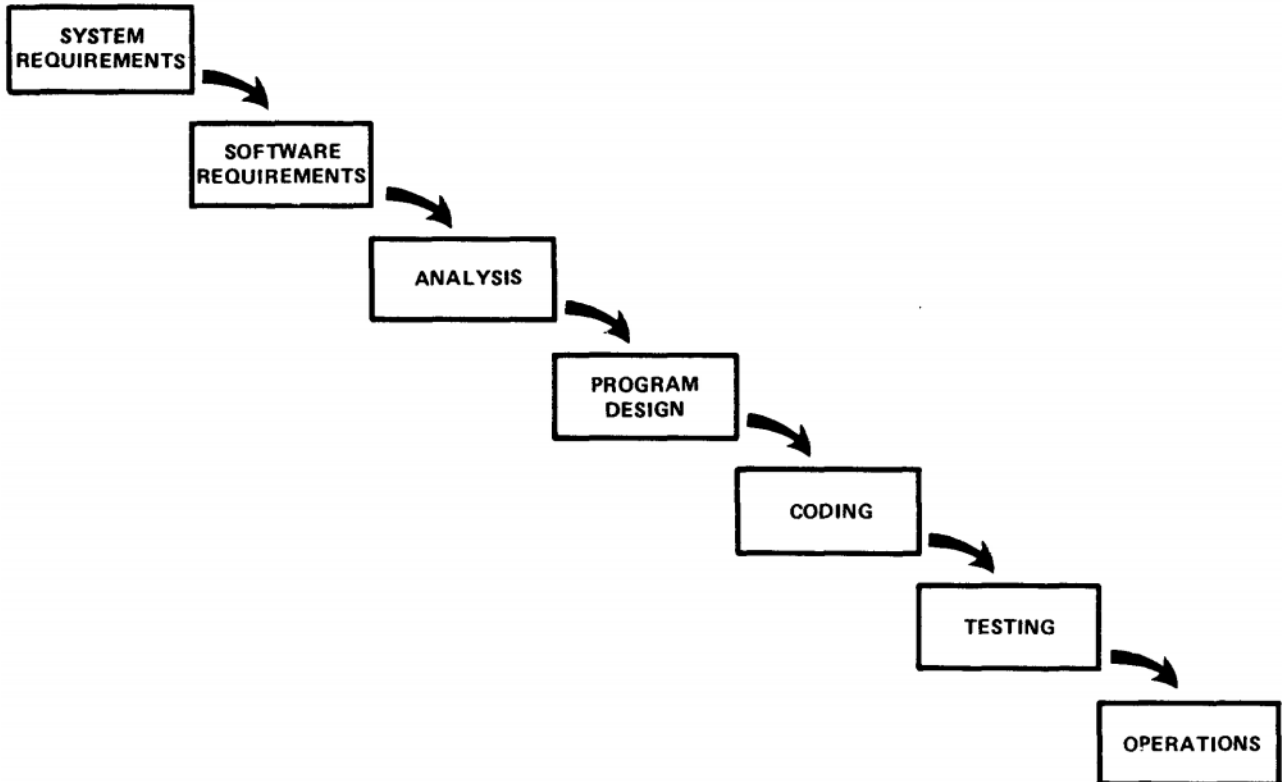 SYSTEM
REQUIREMENTS
SOFTWARE
REQUIREMENTS
ANALYSIS
PROGRAM
DESIGN
CODING
TESTING
OPERATIONS